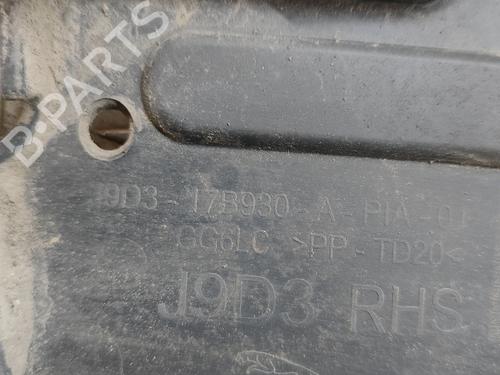 B-PARTS
J9D3-17B930-A-PIA-01
GG6LC >PP-TD20<
J9D3 RHS